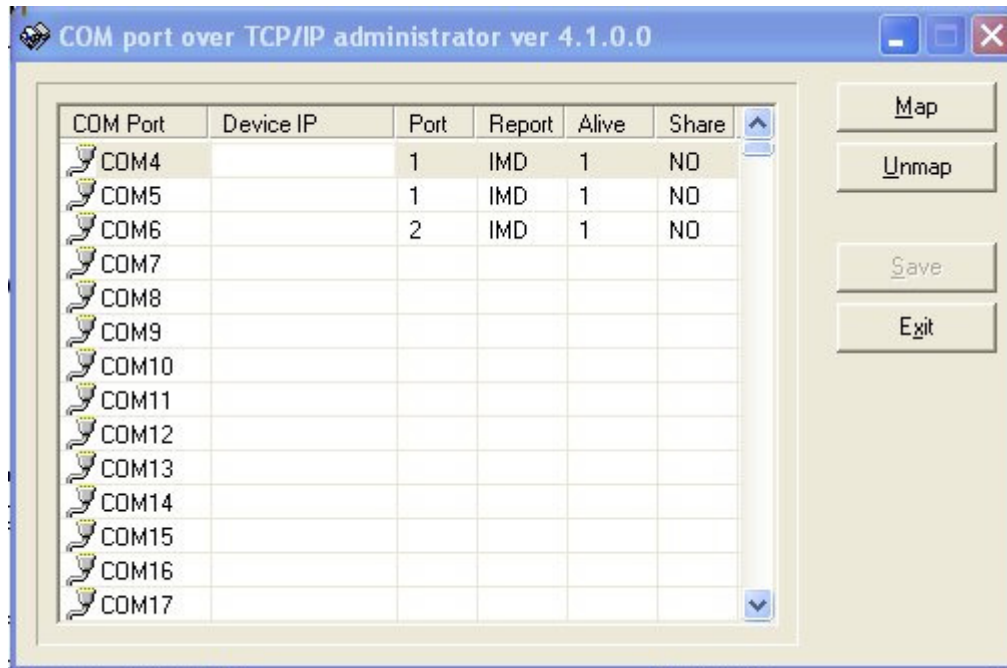 COM port over TCP/IP administrator ver 4.1.0.0
COM Port Device IP Port Report Alive Share
COM4 1 IMD 1 NO
COM5 1 IMD 1 NO
COM6 2 IMD 1 NO
COM7
COM8
COM9
COM10
COM11
COM12
COM13
COM14
COM15
COM16
COM17
Map
Unmap
Save
Exit